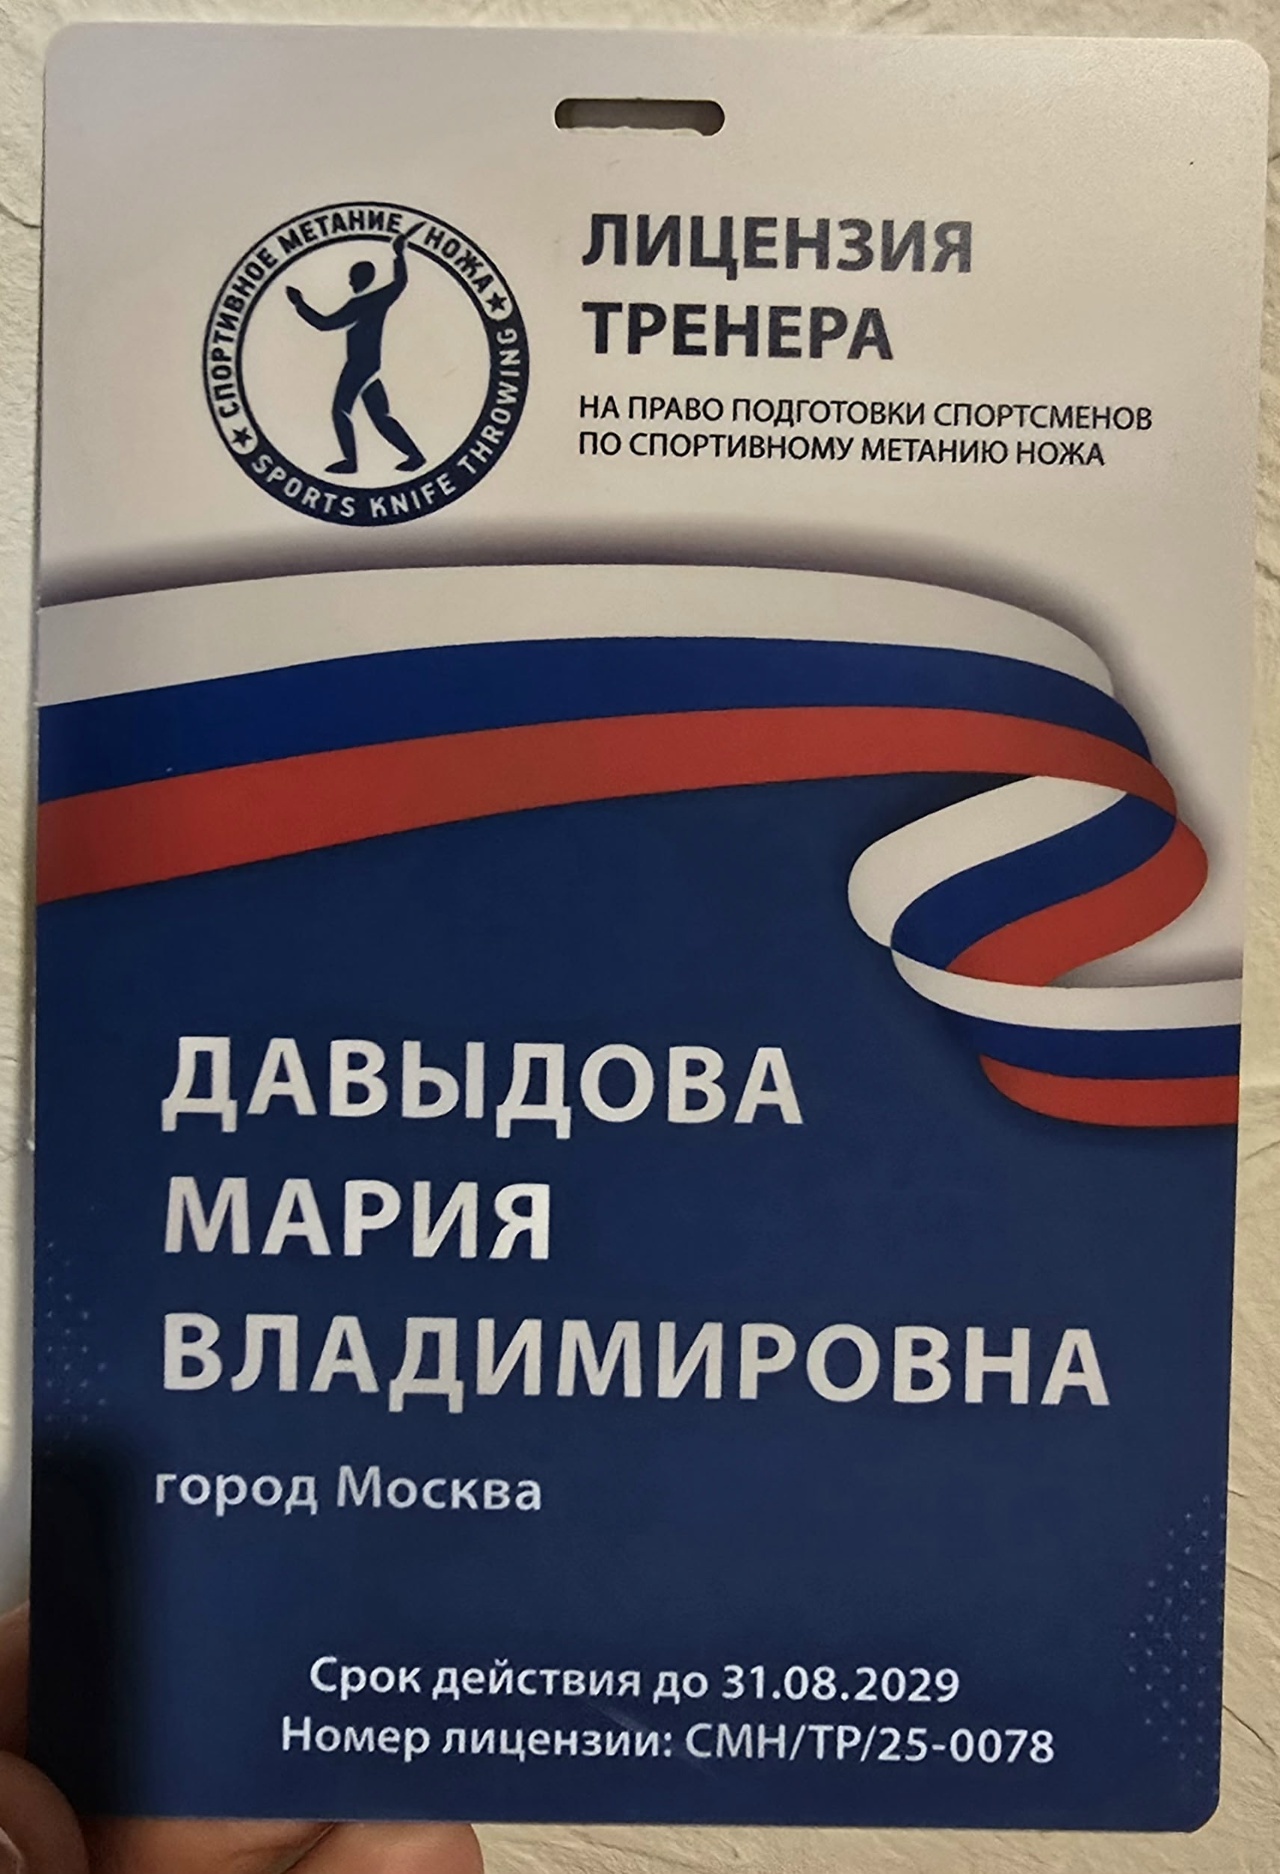 СПОРТИВНОЕ МЕТАНИЕ НОЖА
SPORTS KNIFE THROWING
ЛИЦЕНЗИЯ
ТРЕНЕРА
НА ПРАВО ПОДГОТОВКИ СПОРТСМЕНОВ
ПО СПОРТИВНОМУ МЕТАНИЮ НОЖА
ДАВЫДОВА
МАРИЯ
ВЛАДИМИРОВНА
город Москва
Срок действия до 31.08.2029
Номер лицензии: СМН/ТР/25-0078